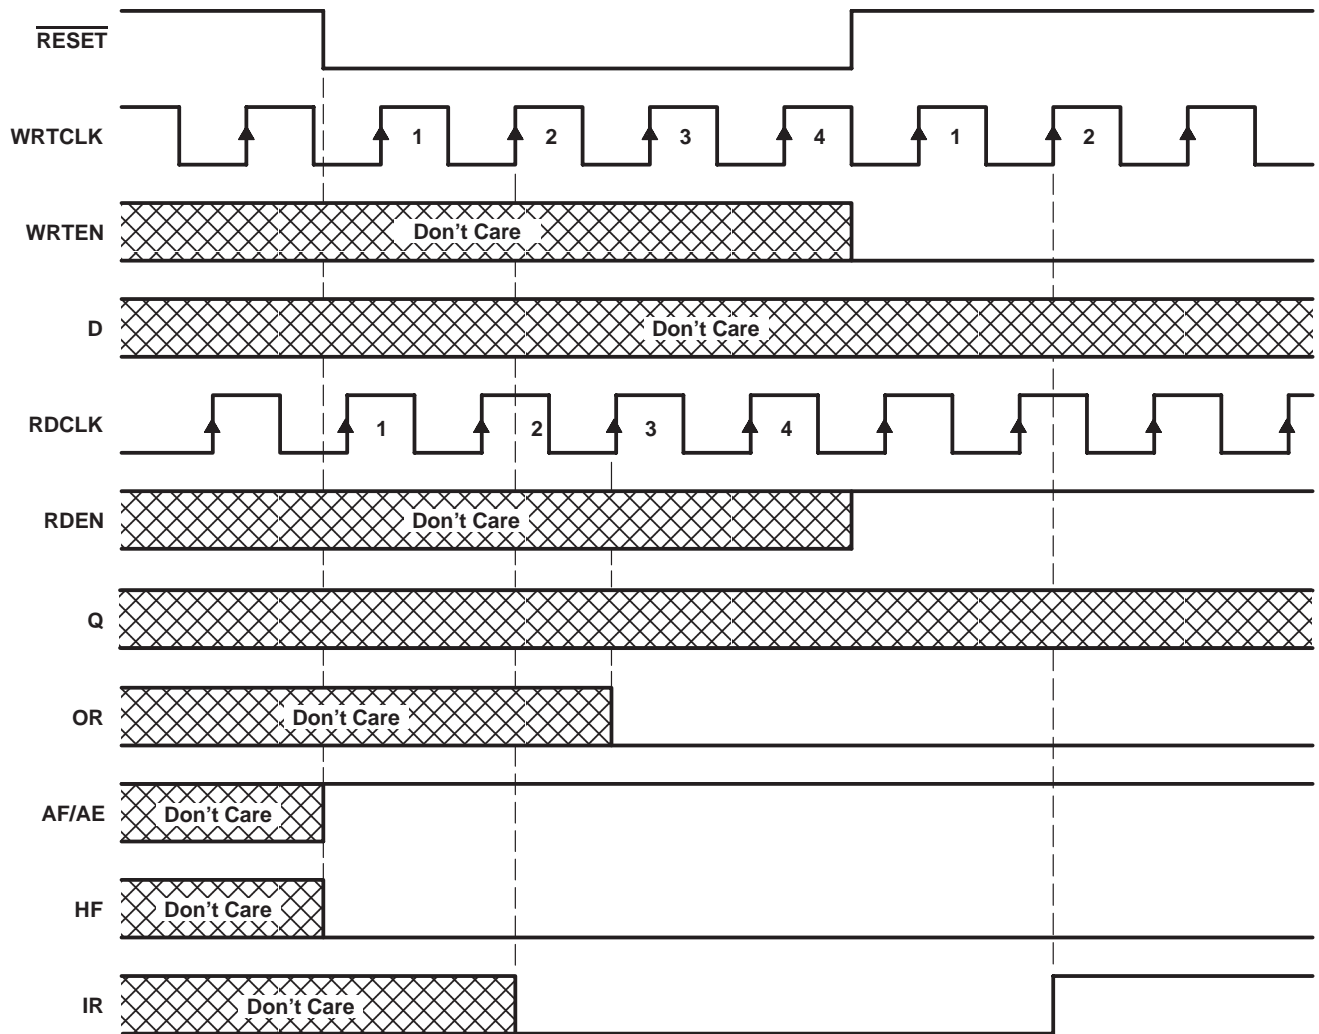 RESET
WRTCLK 1 2 3 4 1 2
WRTEN Don't Care
D Don't Care
RDCLK 1 2 3 4
RDEN Don't Care
Q
OR Don't Care
AF/AE Don't Care
HF Don't Care
IR Don't Care